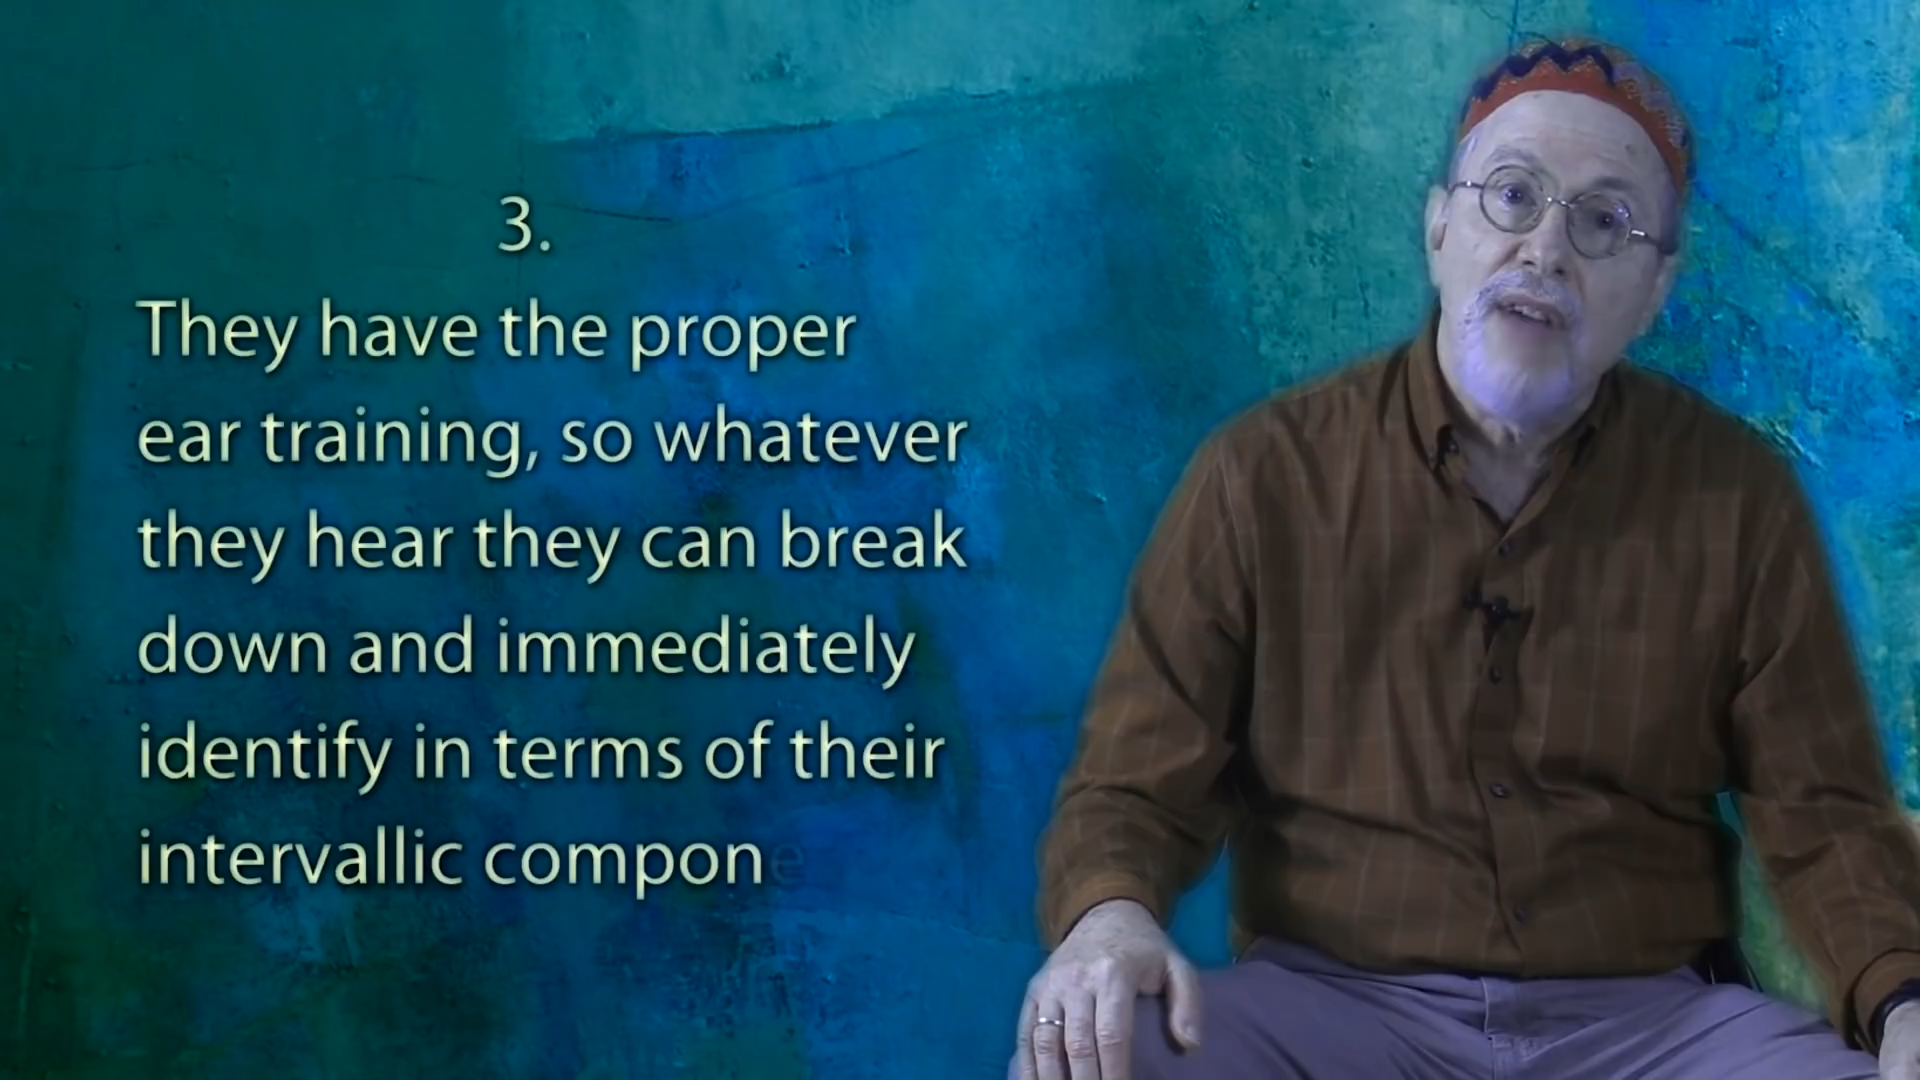 3.
They have the proper
ear training, so whatever
they hear they can break
down and immediately
identify in terms of their
intervallic compone